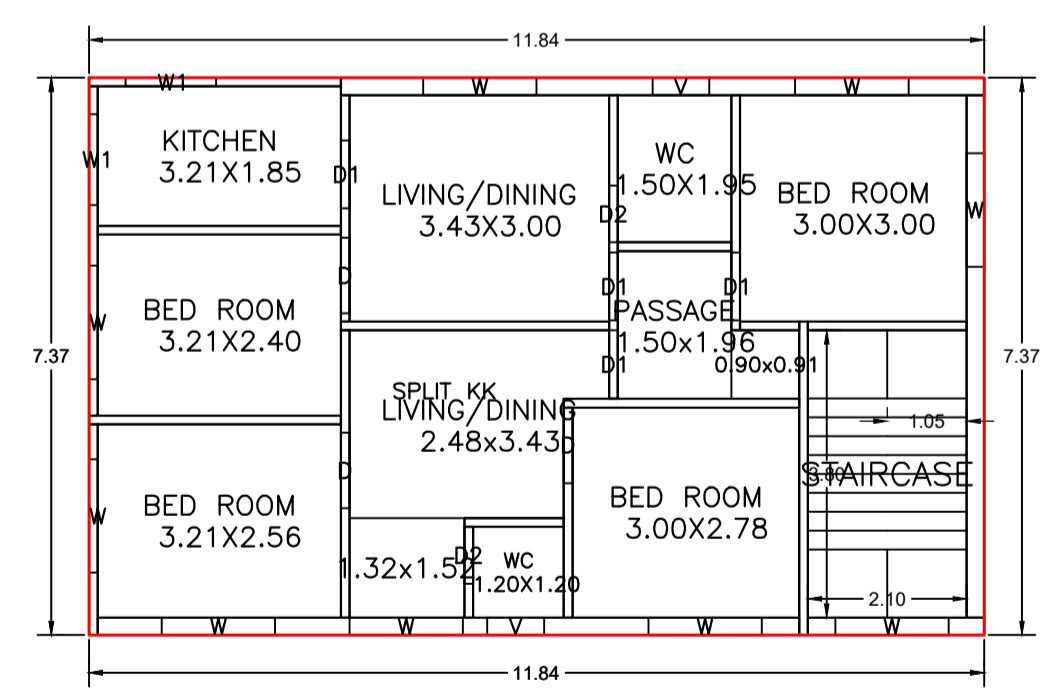 11.84
W1
W
V
W
KITCHEN
3.21X1.85
W1
D1
LIVING/DINING
3.43X3.00
WC
1.50X1.95
D2
BED ROOM
3.00X3.00
W
D
D1
D1
BED ROOM
3.21X2.40
W
PASSAGE
1.50x1.96
D1
0.90x0.91
7.37
7.37
SPLIT KK
LIVING/DINING
2.48x3.43
D
1.05
STAIRCASE
3.80
D
BED ROOM
3.21X2.56
W
BED ROOM
3.00X2.78
1.32x1.52
D2
WC
1.20X1.20
2.10
W
W
V
W
W
11.84